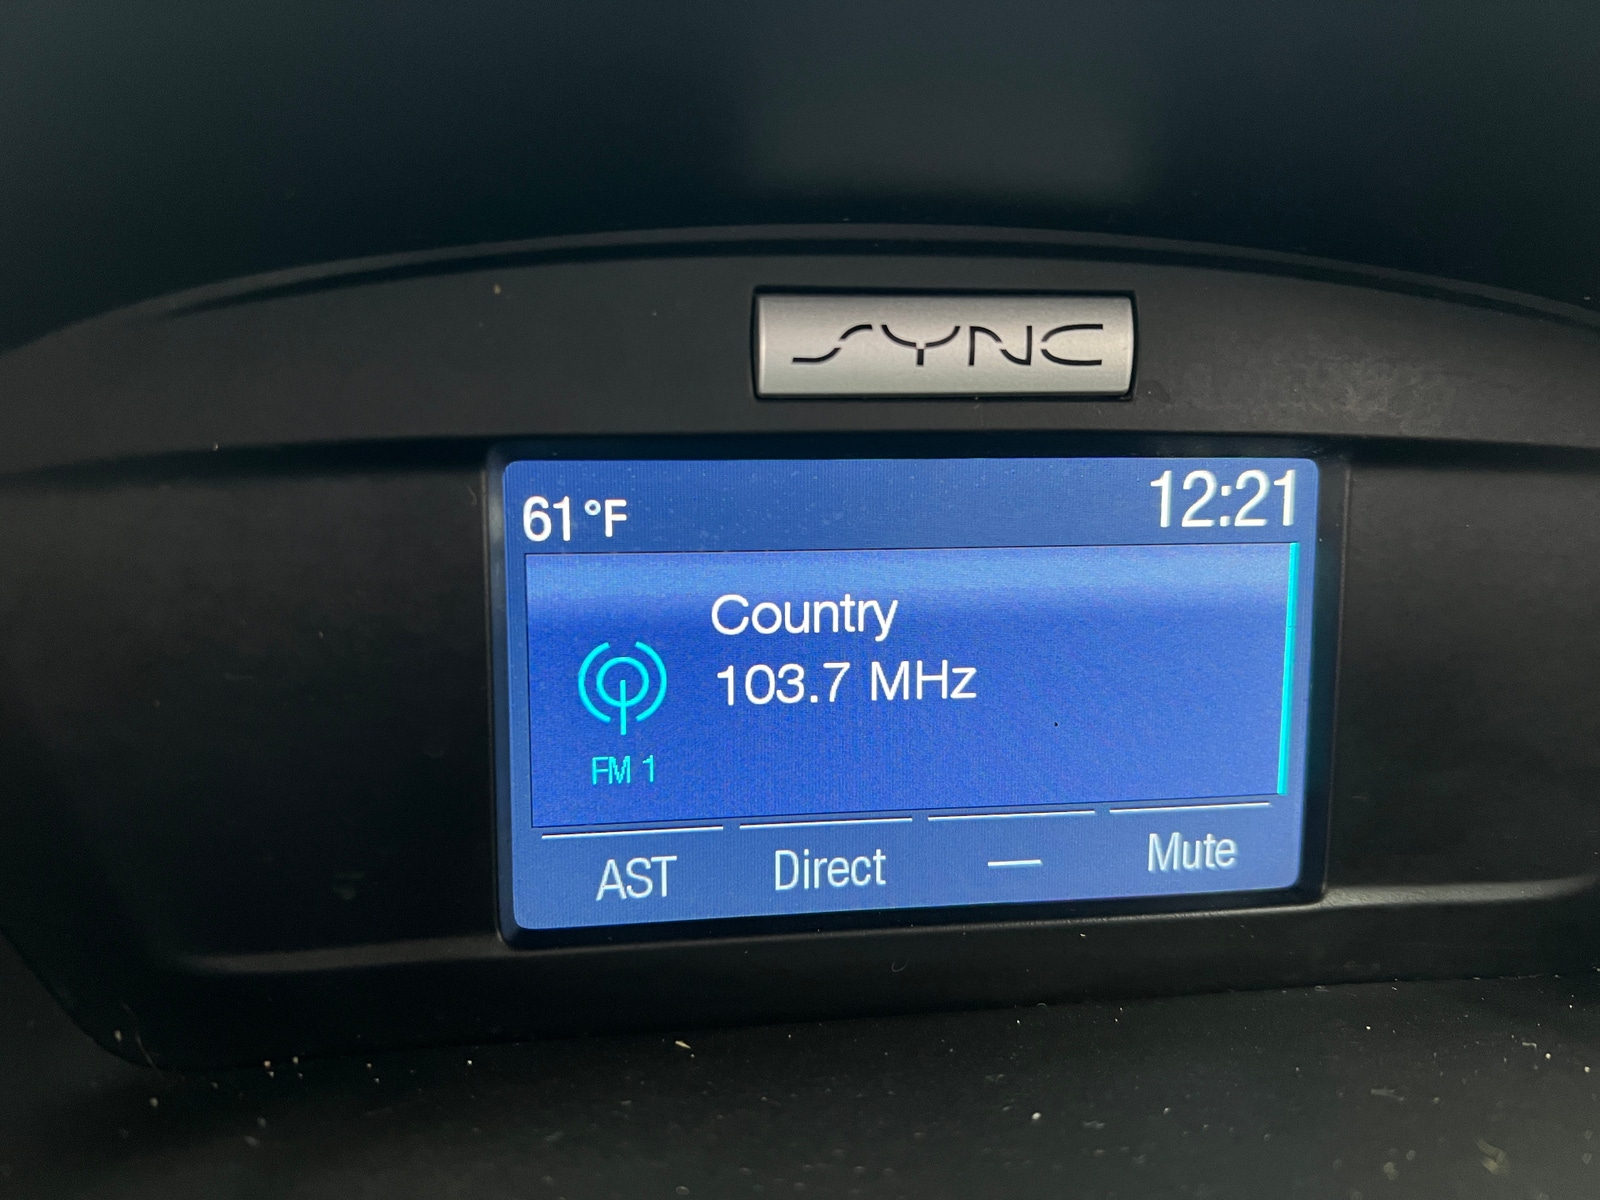 SYNC
61°F
12:21
Country
103.7 MHz
FM 1
AST
Direct
—
Mute